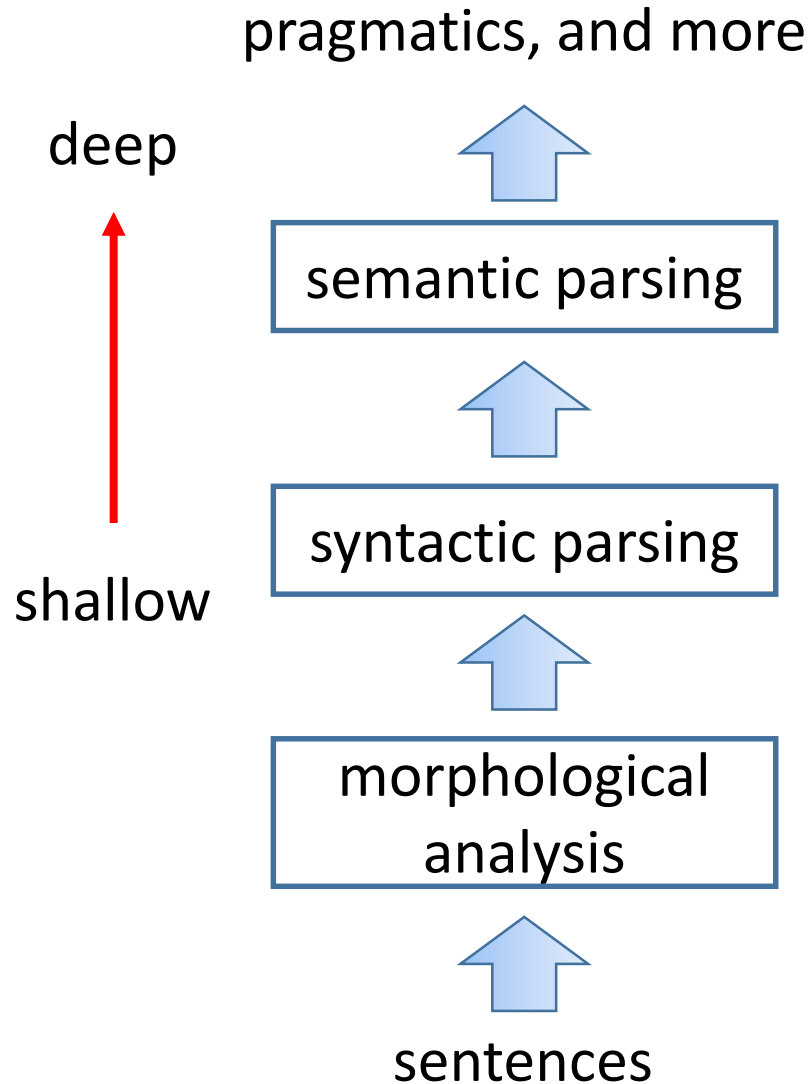 pragmatics, and more
deep
semantic parsing
syntactic parsing
shallow
morphological
analysis
sentences